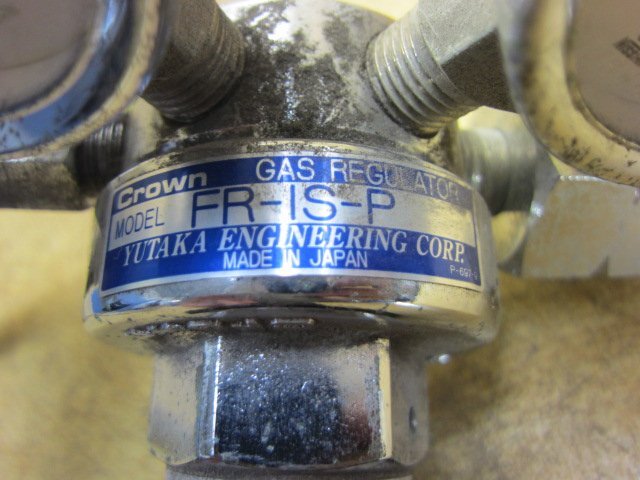 Crown GAS REGULATOR
MODEL FR-IS-P
YUTAKA ENGINEERING CORP.
MADE IN JAPAN